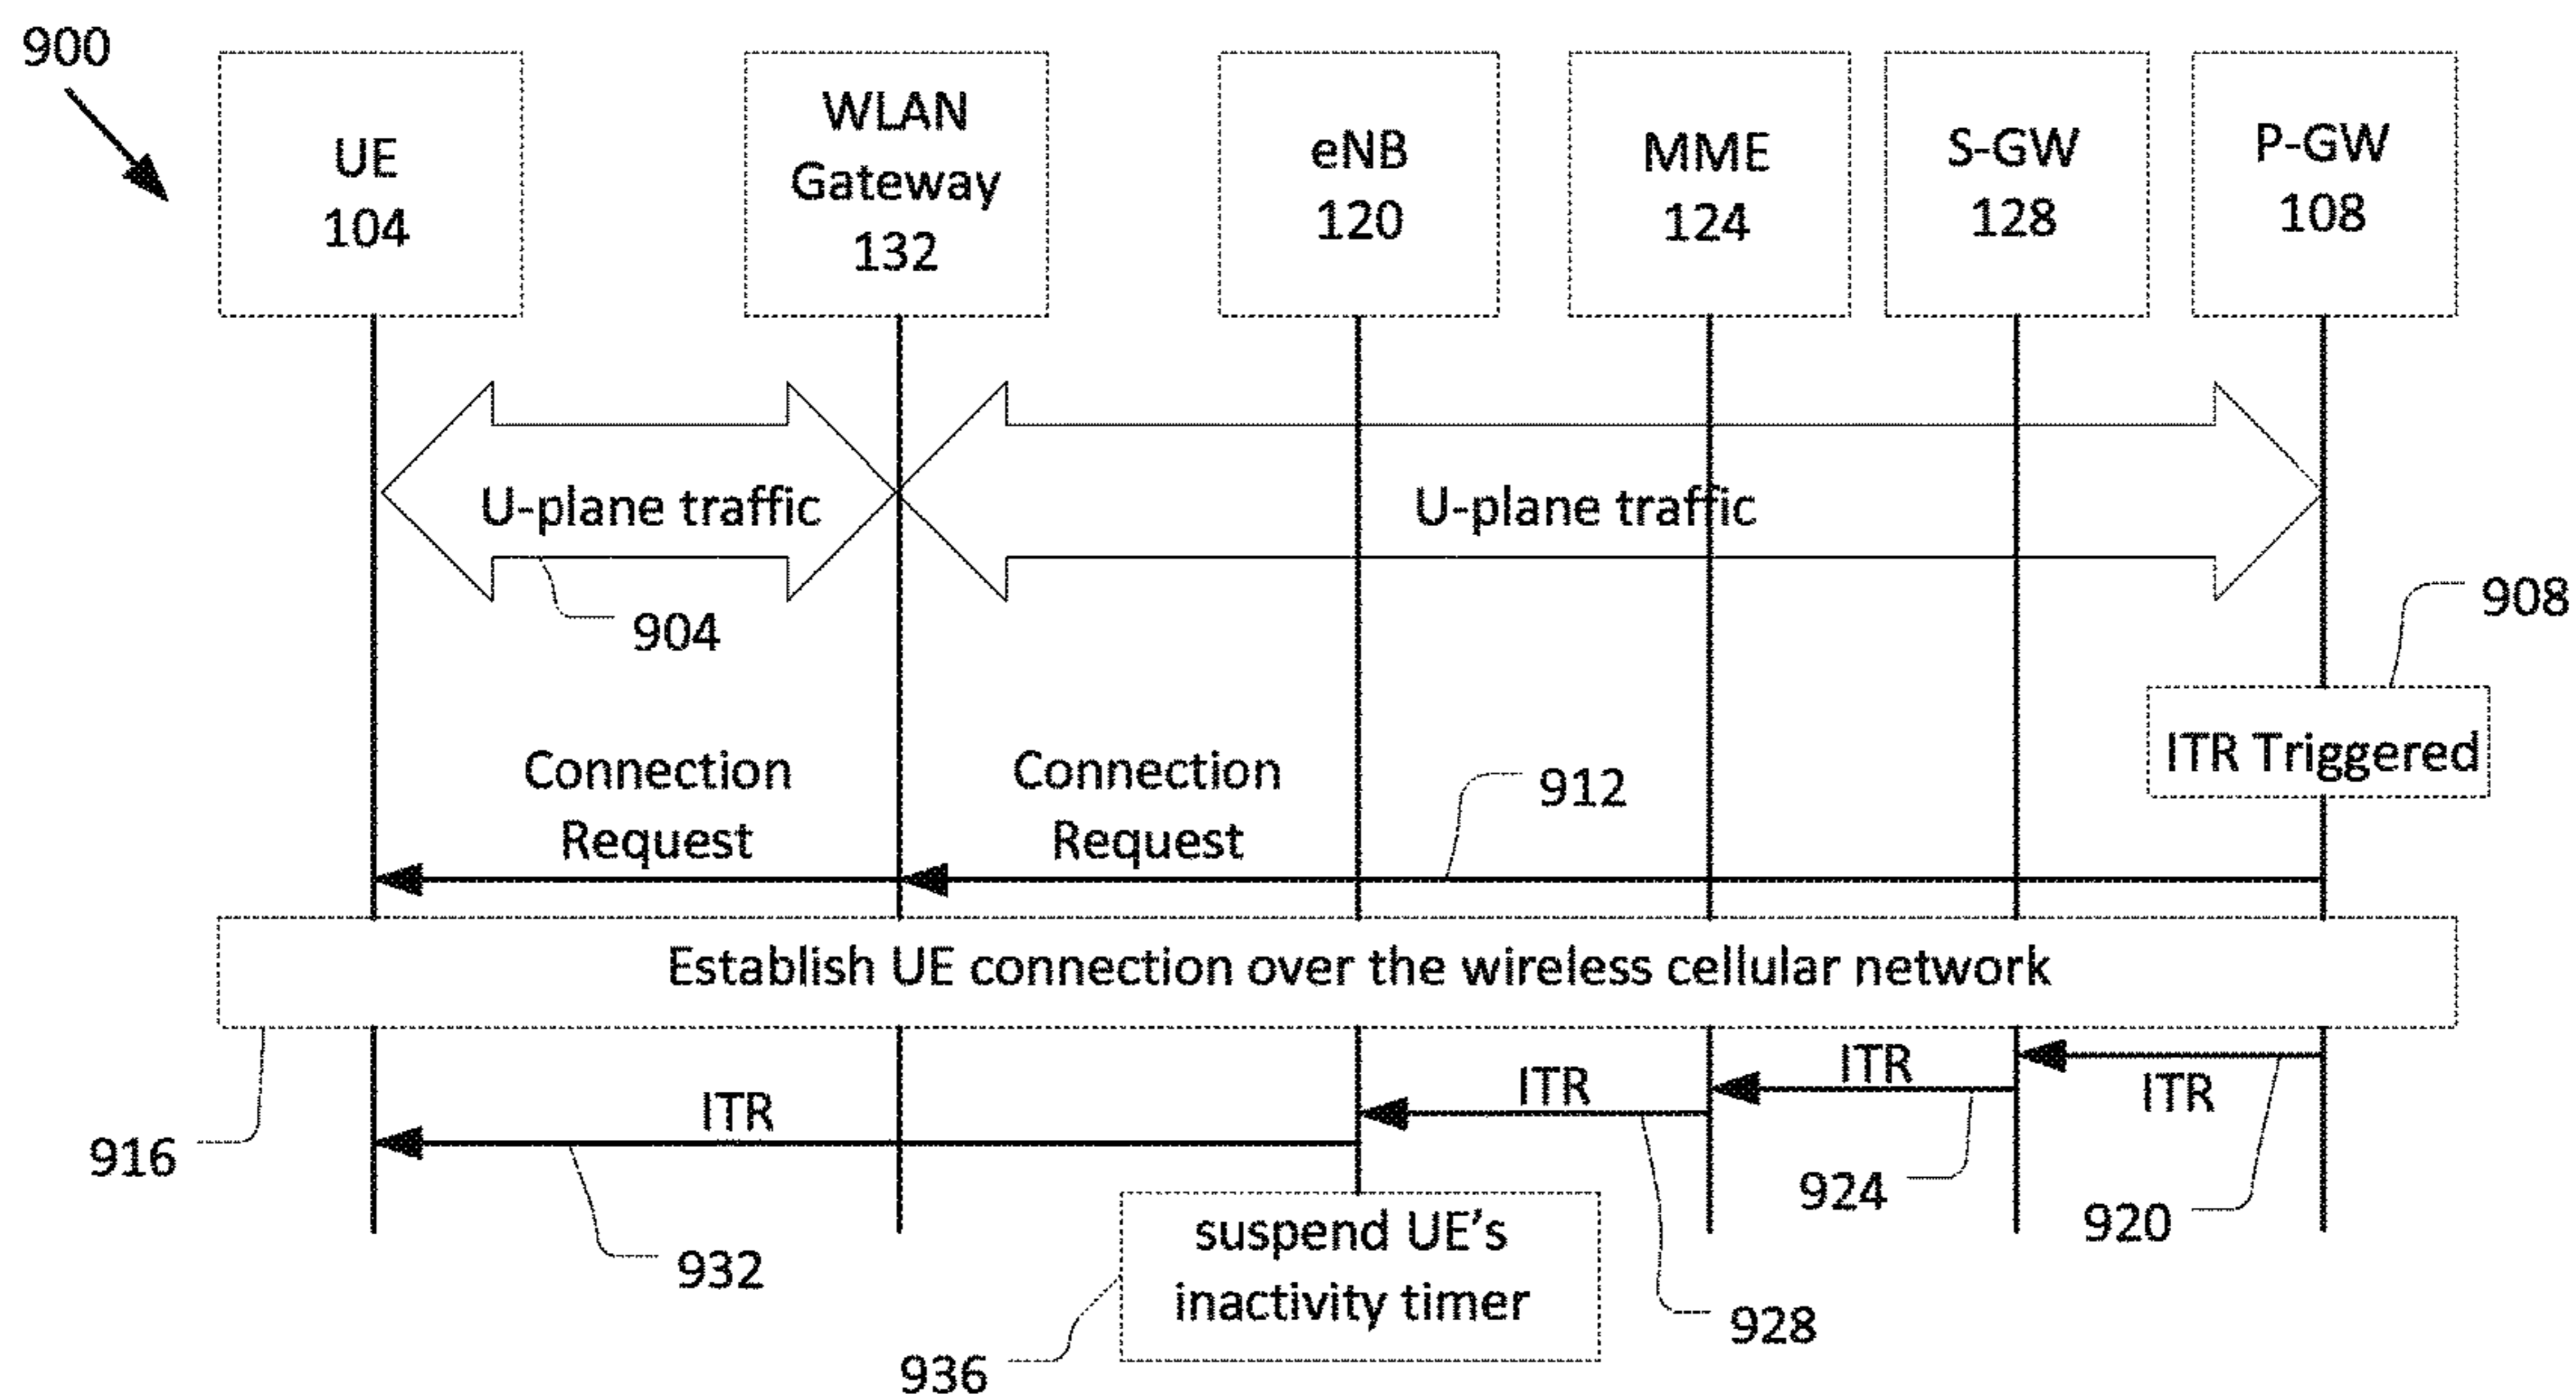 900
UE
104
WLAN
Gateway
132
eNB
120
MME
124
S-GW
128
P-GW
108
U-plane traffic
U-plane traffic
904
908
ITR Triggered
Connection
Request
Connection
Request
912
Establish UE connection over the wireless cellular network
916
ITR
ITR
ITR
ITR
932
928
924
920
suspend UE's
inactivity timer
936